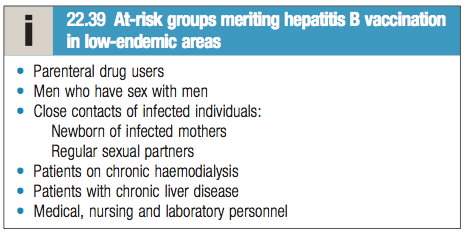 i
22.39 At-risk groups meriting hepatitis B vaccination
in low-endemic areas
• Parenteral drug users
• Men who have sex with men
• Close contacts of infected individuals:
Newborn of infected mothers
Regular sexual partners
• Patients on chronic haemodialysis
• Patients with chronic liver disease
• Medical, nursing and laboratory personnel